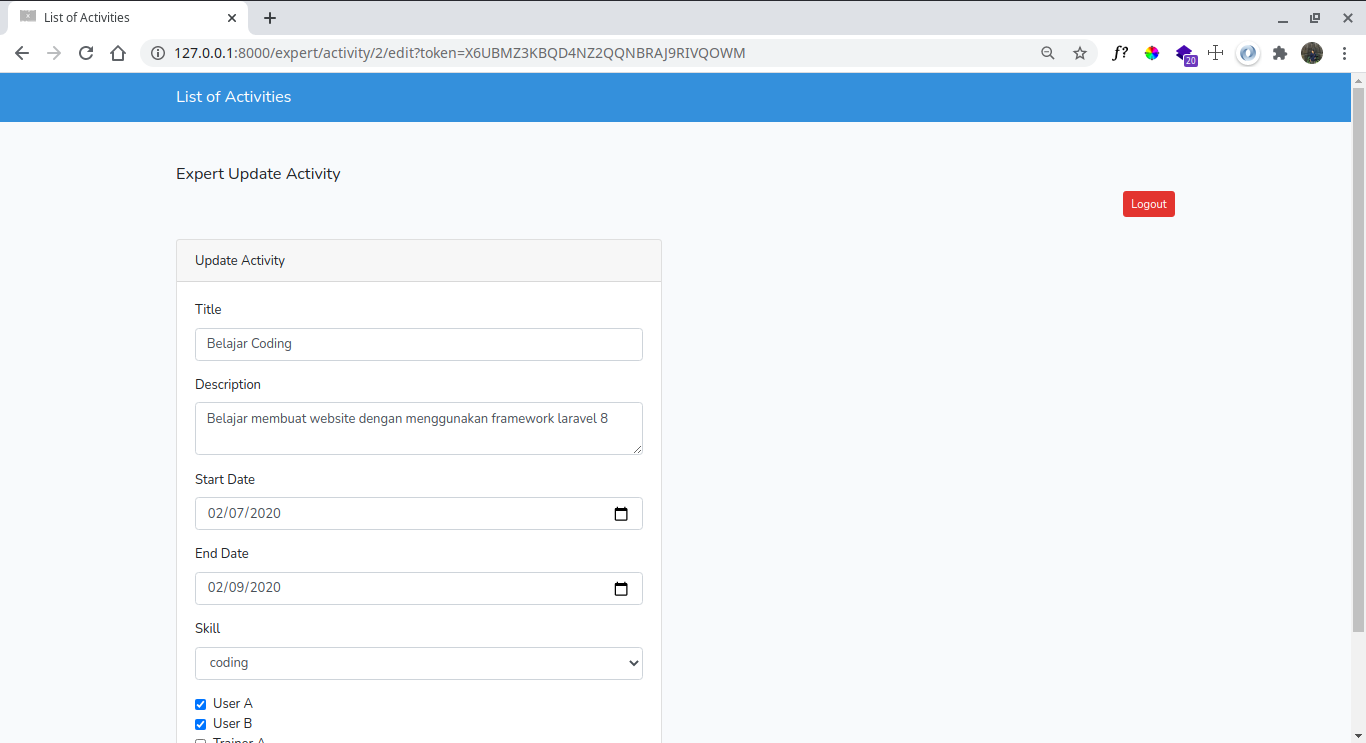 List of Activities
127.0.0.1:8000/expert/activity/2/edit?token=X6UBMZ3KBQD4NZ2QQNBRAJ9RIVQOWM
f?
20
List of Activities
Expert Update Activity
Logout
Update Activity
Title
Belajar Coding
Description
Belajar membuat website dengan menggunakan framework laravel 8
Start Date
02/07/2020
End Date
02/09/2020
Skill
coding
User A
User B
Trainer A